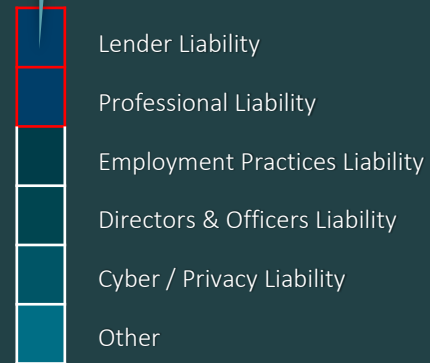 Lender Liability
Professional Liability
Employment Practices Liability
Directors & Officers Liability
Cyber / Privacy Liability
Other